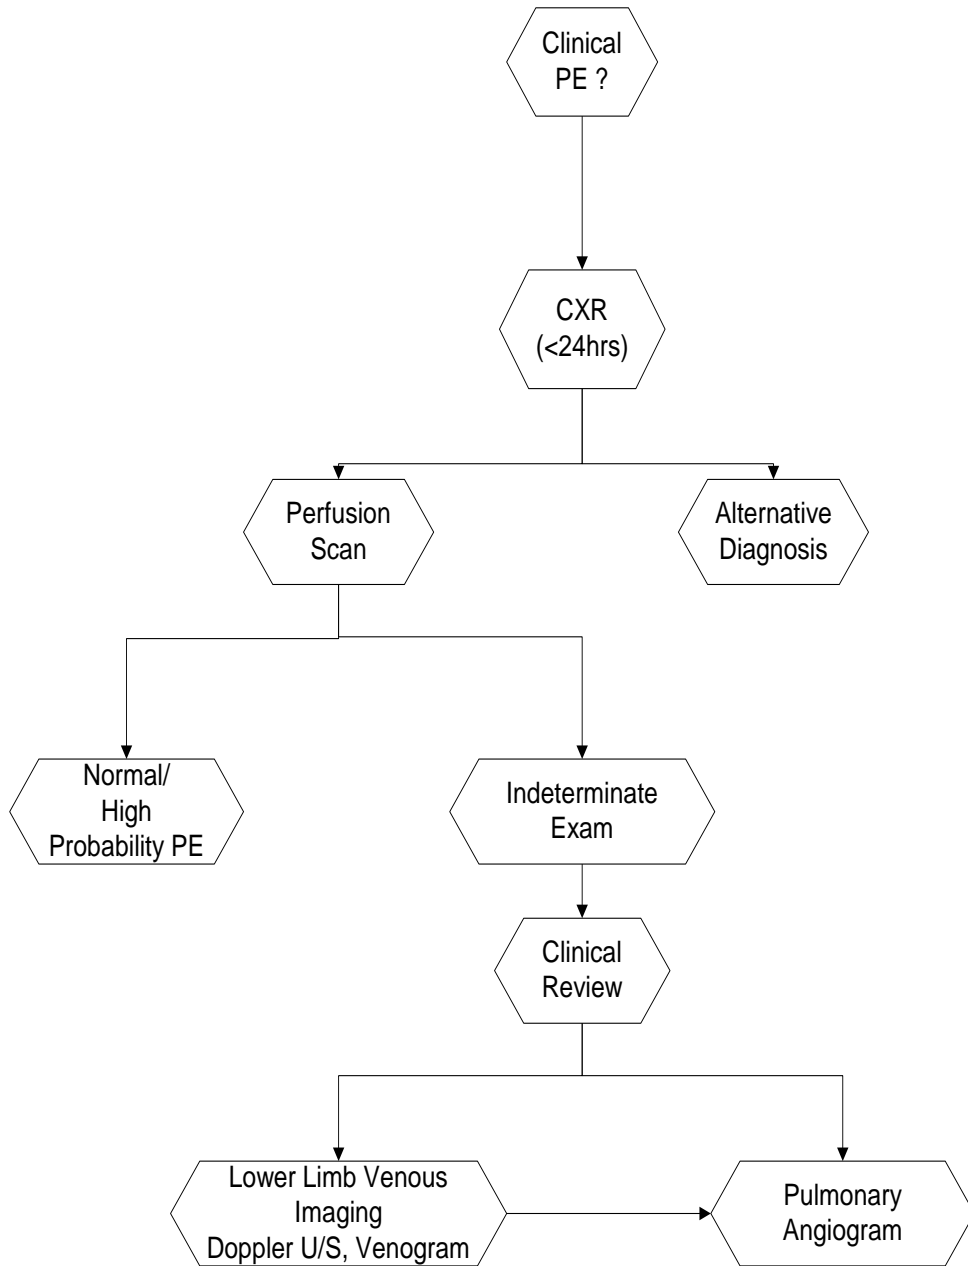 Clinical
PE ?
CXR
(<24hrs)
Perfusion
Scan
Alternative
Diagnosis
Normal/
High
Probability PE
Indeterminate
Exam
Clinical
Review
Lower Limb Venous
Imaging
Doppler U/S, Venogram
Pulmonary
Angiogram